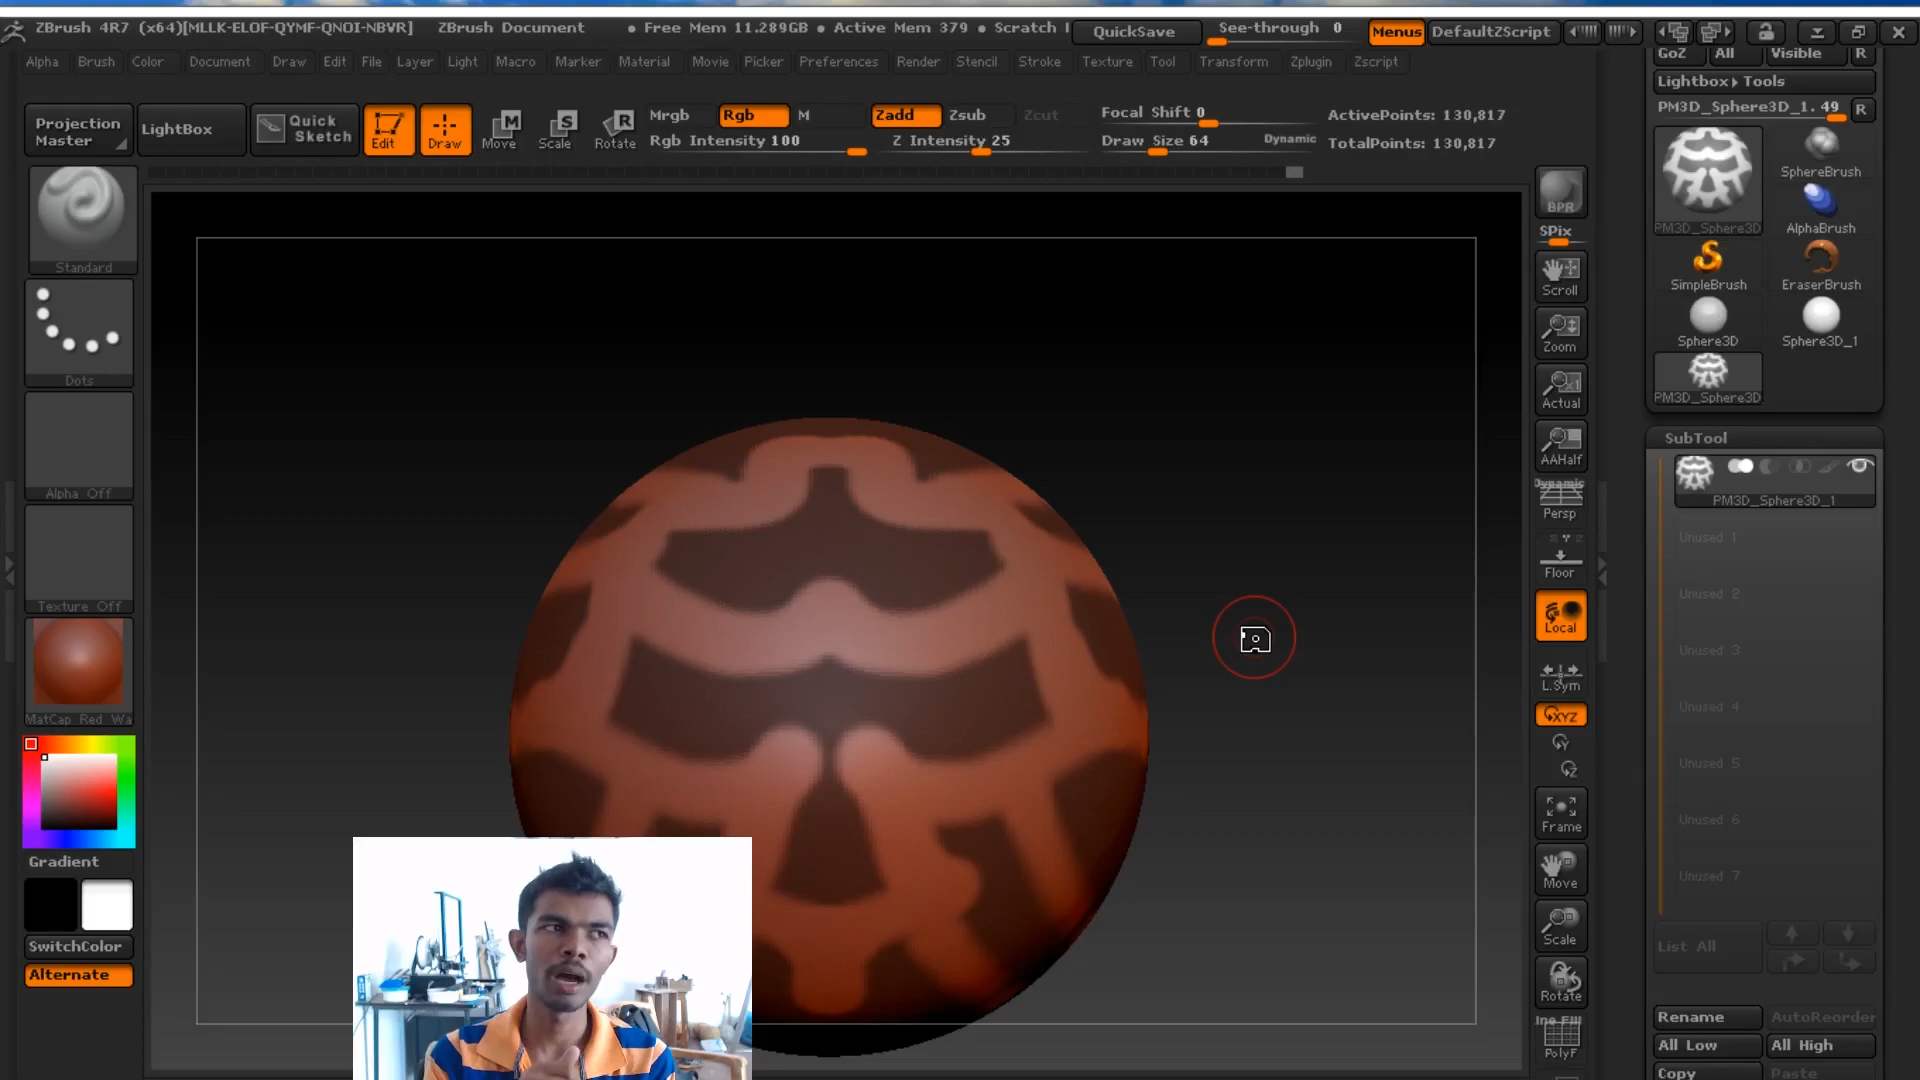 ZBrush 4R7 (x64)[MLLK-ELOF-QYMF-QNOI-NBVR] ZBrush Document ● Free Mem 11.289GB ● Active Mem 379 ● Scratch QuickSave See-through 0 Menus DefaultZScript
Alpha Brush Color Document Draw Edit File Layer Light Macro Marker Material Movie Picker Preferences Render Stencil Stroke Texture Tool Transform Zplugin Zscript
GoZ All Visible R
Lightbox▸Tools
PM3D_Sphere3D_1. 49 R
Projection Master
LightBox
Quick Sketch
Edit Draw Move Scale Rotate
Mrgb Rgb M Zadd Zsub Zcut
Rgb Intensity 100 Z Intensity 25
Focal Shift 0
Draw Size 64 Dynamic
ActivePoints: 130,817
TotalPoints: 130,817
Standard
Dots
Alpha Off
Texture Off
MatCap Red Wa
Gradient
SwitchColor
Alternate
BPR
SPix
Scroll
Zoom
Actual
AAHalf
Dynamic
Persp
Floor
Local
L.Sym
XYZ
Y
Z
Frame
Move
Scale
Rotate
PolyF
PM3D_Sphere3D
SphereBrush
AlphaBrush
SimpleBrush
EraserBrush
Sphere3D
Sphere3D_1
PM3D_Sphere3D
SubTool
PM3D_Sphere3D_1
Unused 1
Unused 2
Unused 3
Unused 4
Unused 5
Unused 6
Unused 7
List All
Rename AutoReorder
All Low All High
Copy Paste